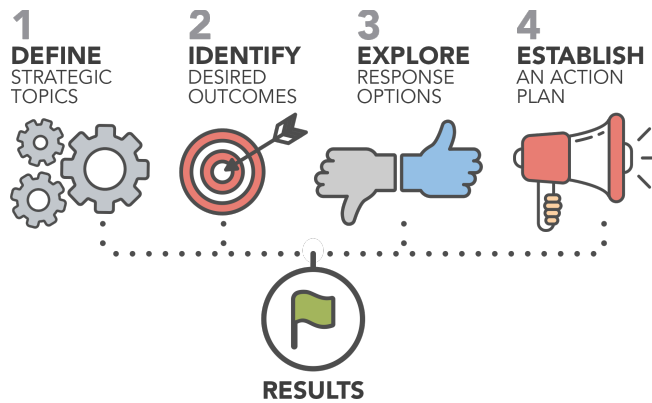 1
DEFINE
STRATEGIC
TOPICS
2
IDENTIFY
DESIRED
OUTCOMES
3
EXPLORE
RESPONSE
OPTIONS
4
ESTABLISH
AN ACTION
PLAN
RESULTS